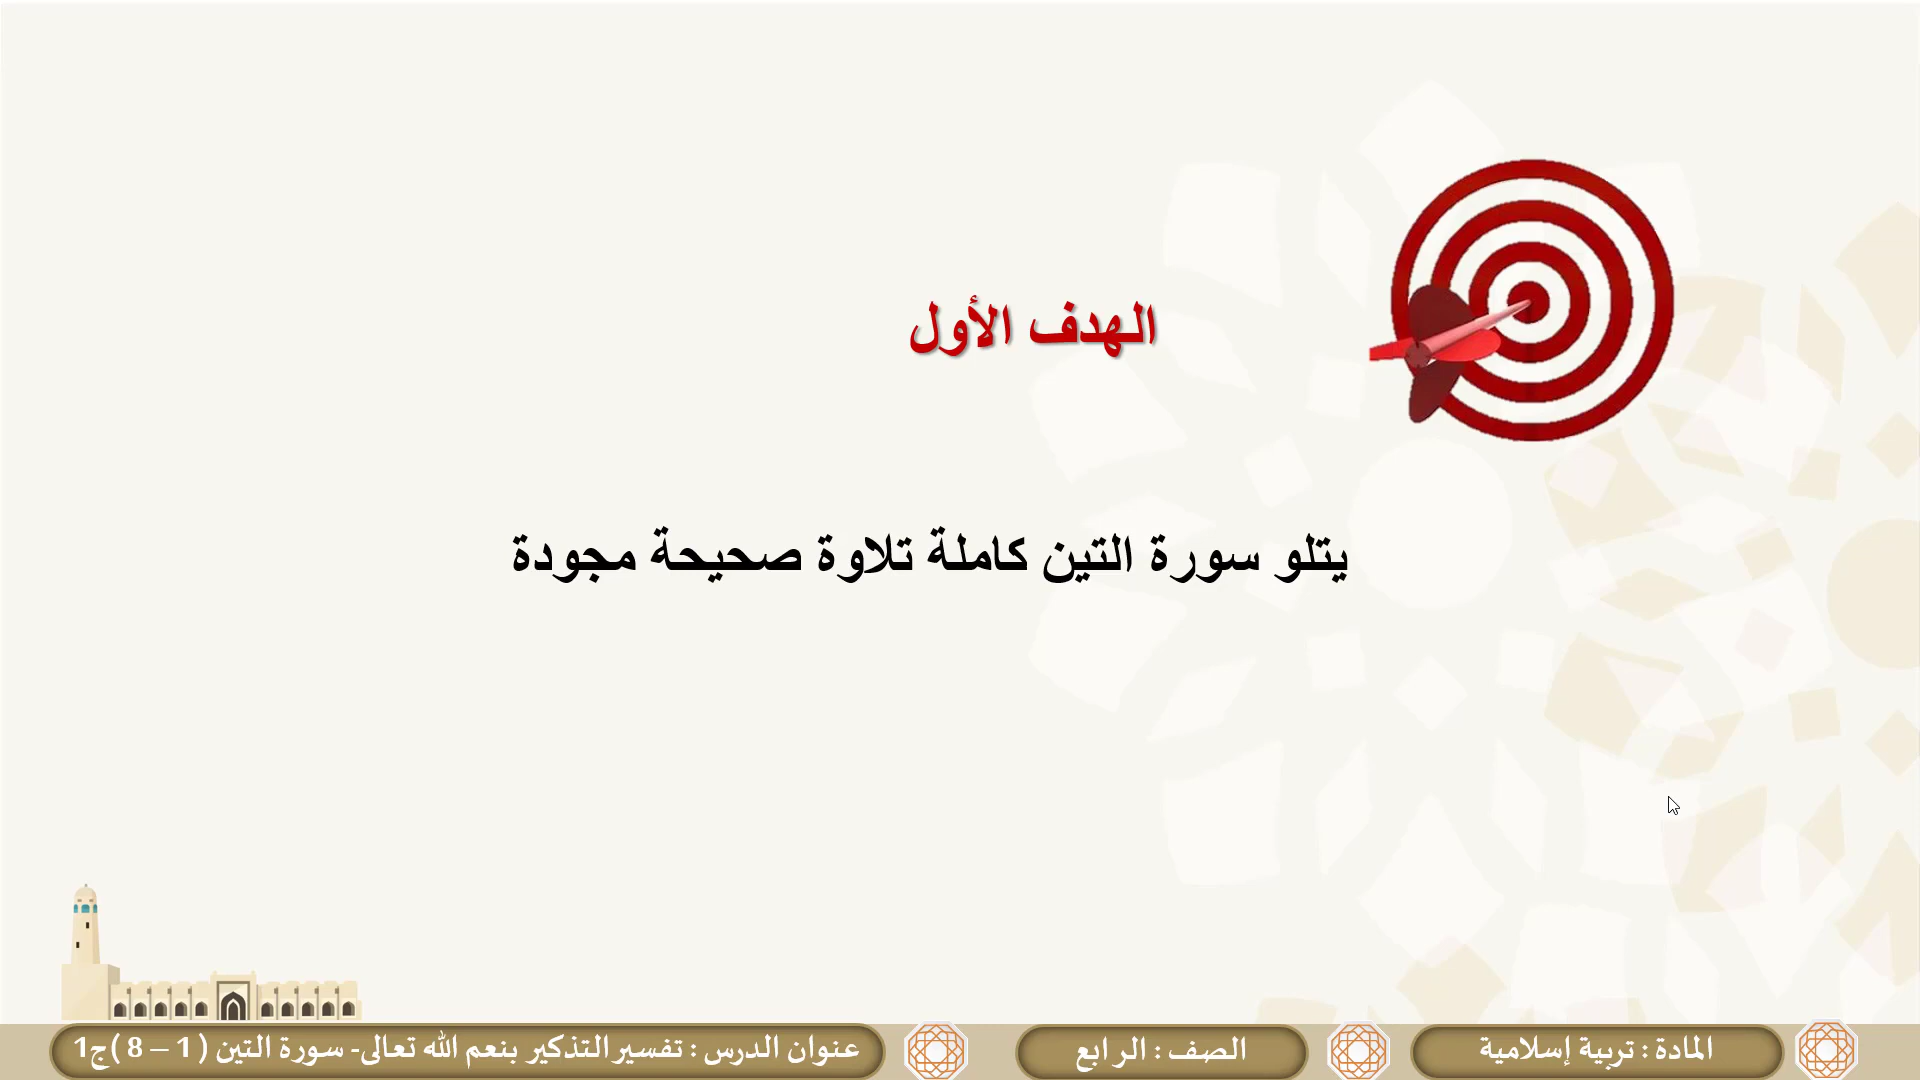 الهدف الأول
يتلو سورة التين كاملة تلاوة صحيحة مجودة
المادة : تربية إسلامية
الصف : الرابع
عنوان الدرس : تفسير التذكير بنعم الله تعالى- سورة التين ( 1 – 8 )ج1